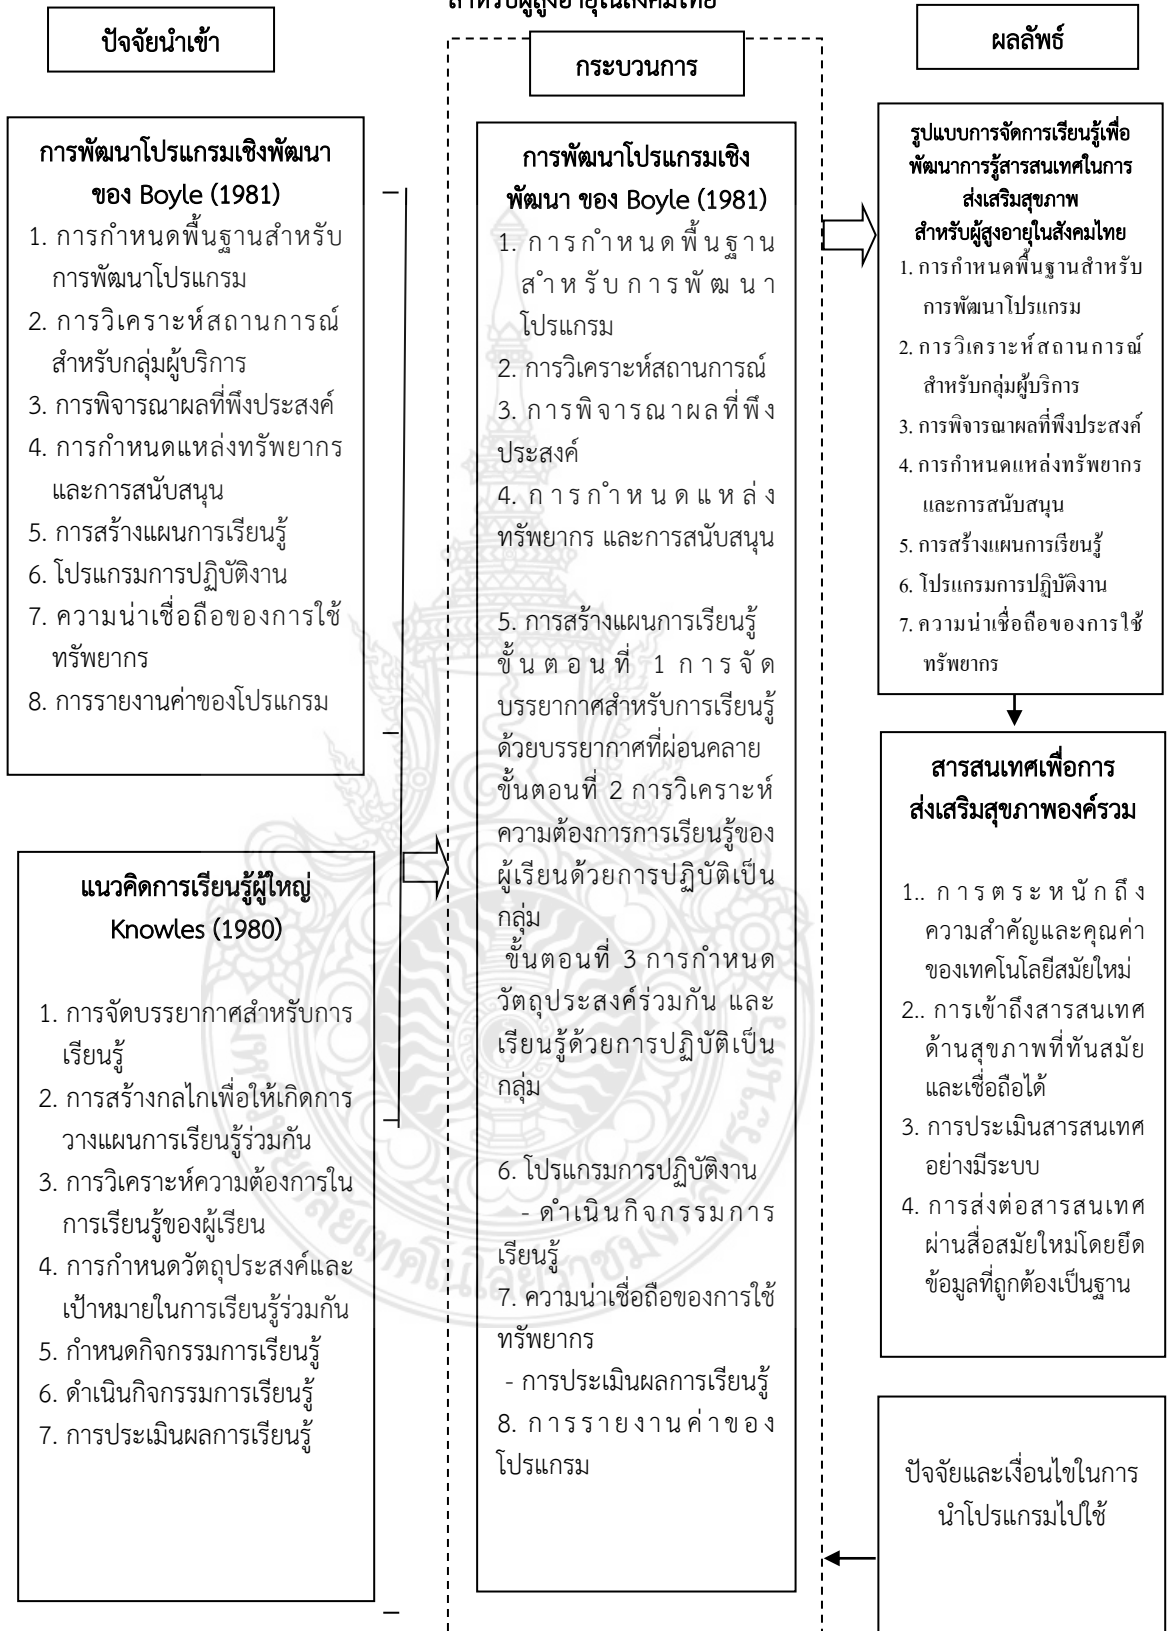 สำหรับผู้สูงอายุในสังคมไทย
ปัจจัยนำเข้า
การพัฒนาโปรแกรมเชิงพัฒนา
ของ Boyle (1981)
1. การกำหนดพื้นฐานสำหรับ
การพัฒนาโปรแกรม
2. การวิเคราะห์สถานการณ์
สำหรับกลุ่มผู้บริการ
3. การพิจารณาผลที่พึงประสงค์
4. การกำหนดแหล่งทรัพยากร
และการสนับสนุน
5. การสร้างแผนการเรียนรู้
6. โปรแกรมการปฏิบัติงาน
7. ความน่าเชื่อถือของการใช้
ทรัพยากร
8. การรายงานค่าของโปรแกรม
แนวคิดการเรียนรู้ผู้ใหญ่
Knowles (1980)
1. การจัดบรรยากาศสำหรับการ
เรียนรู้
2. การสร้างกลไกเพื่อให้เกิดการ
วางแผนการเรียนรู้ร่วมกัน
3. การวิเคราะห์ความต้องการใน
การเรียนรู้ของผู้เรียน
4. การกำหนดวัตถุประสงค์และ
เป้าหมายในการเรียนรู้ร่วมกัน
5. กำหนดกิจกรรมการเรียนรู้
6. ดำเนินกิจกรรมการเรียนรู้
7. การประเมินผลการเรียนรู้
กระบวนการ
การพัฒนาโปรแกรมเชิง
พัฒนา ของ Boyle (1981)
1. การกำหนดพื้นฐาน
สำหรับการพัฒนา
โปรแกรม
2. การวิเคราะห์สถานการณ์
3. การพิจารณาผลที่พึง
ประสงค์
4. การกำหนดแหล่ง
ทรัพยากร และการสนับสนุน
5. การสร้างแผนการเรียนรู้
ขั้นตอนที่ 1 การจัด
บรรยากาศสำหรับการเรียนรู้
ด้วยบรรยากาศที่ผ่อนคลาย
ขั้นตอนที่ 2 การวิเคราะห์
ความต้องการการเรียนรู้ของ
ผู้เรียนด้วยการปฏิบัติเป็น
กลุ่ม
ขั้นตอนที่ 3 การกำหนด
วัตถุประสงค์ร่วมกัน และ
เรียนรู้ด้วยการปฏิบัติเป็น
กลุ่ม
6. โปรแกรมการปฏิบัติงาน
- ดำเนินกิจกรรมการ
เรียนรู้
7. ความน่าเชื่อถือของการใช้
ทรัพยากร
- การประเมินผลการเรียนรู้
8. การรายงานค่าของ
โปรแกรม
ผลลัพธ์
รูปแบบการจัดการเรียนรู้เพื่อ
พัฒนาการรู้สารสนเทศในการ
ส่งเสริมสุขภาพ
สำหรับผู้สูงอายุในสังคมไทย
1. การกำหนดพื้นฐานสำหรับ
การพัฒนาโปรแกรม
2. การวิเคราะห์สถานการณ์
สำหรับกลุ่มผู้บริการ
3. การพิจารณาผลที่พึงประสงค์
4. การกำหนดแหล่งทรัพยากร
และการสนับสนุน
5. การสร้างแผนการเรียนรู้
6. โปรแกรมการปฏิบัติงาน
7. ความน่าเชื่อถือของการใช้
ทรัพยากร
สารสนเทศเพื่อการ
ส่งเสริมสุขภาพองค์รวม
1.. การตระหนักถึง
ความสำคัญและคุณค่า
ของเทคโนโลยีสมัยใหม่
2.. การเข้าถึงสารสนเทศ
ด้านสุขภาพที่ทันสมัย
และเชื่อถือได้
3. การประเมินสารสนเทศ
อย่างมีระบบ
4. การส่งต่อสารสนเทศ
ผ่านสื่อสมัยใหม่โดยยึด
ข้อมูลที่ถูกต้องเป็นฐาน
ปัจจัยและเงื่อนไขในการ
นำโปรแกรมไปใช้